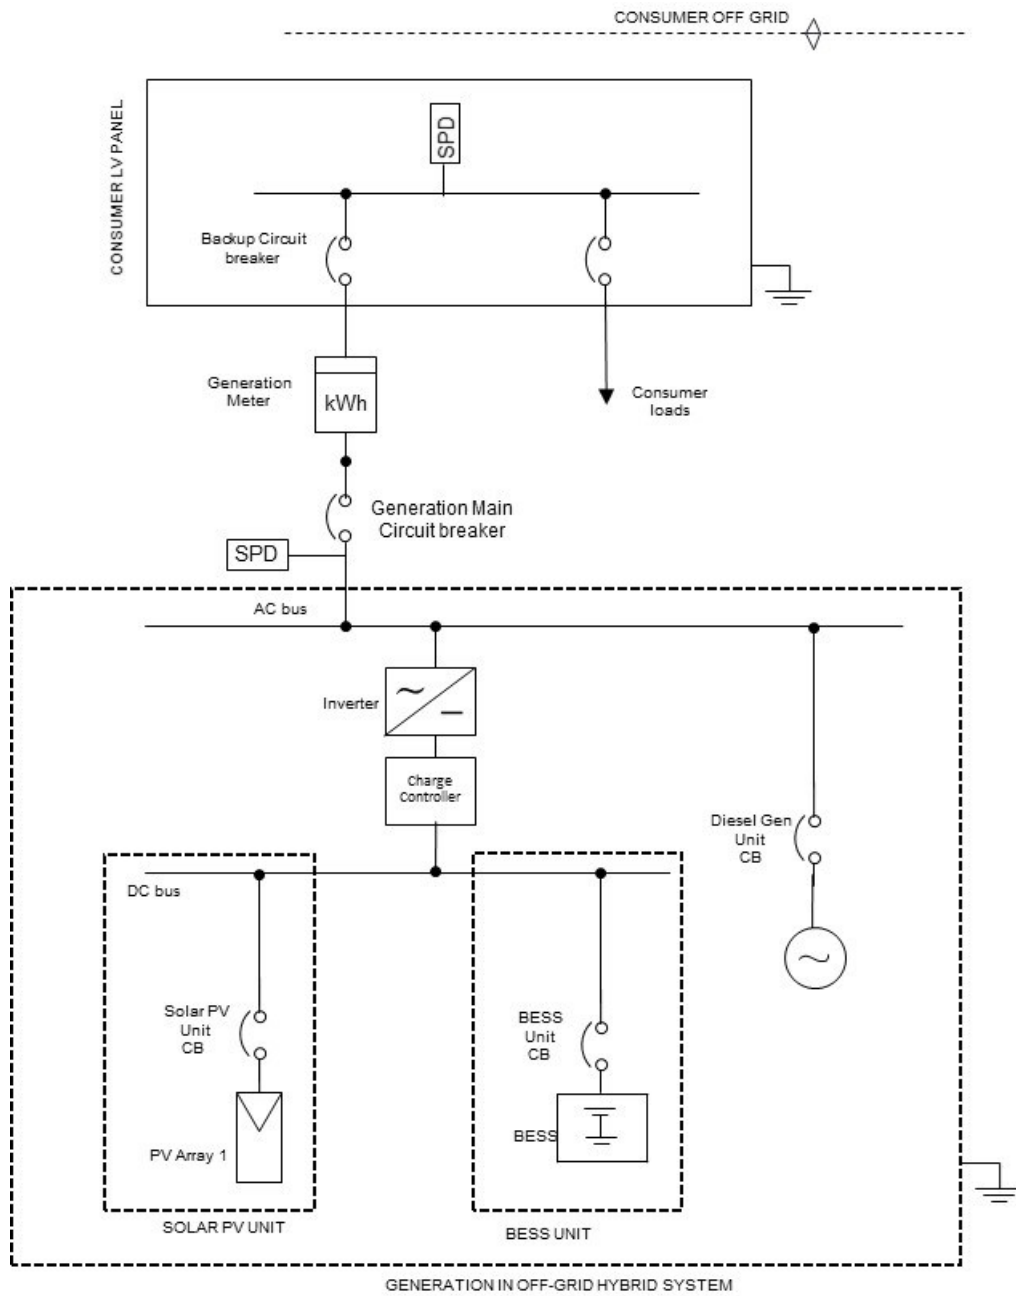 CONSUMER OFF GRID
CONSUMER LV PANEL
SPD
Backup Circuit
breaker
Generation
Meter
kWh
Consumer
loads
Generation Main
Circuit breaker
SPD
AC bus
Inverter
Charge
Controller
Diesel Gen
Unit
CB
DC bus
Solar PV
Unit
CB
BESS
Unit
CB
PV Array 1
BESS
SOLAR PV UNIT
BESS UNIT
GENERATION IN OFF-GRID HYBRID SYSTEM